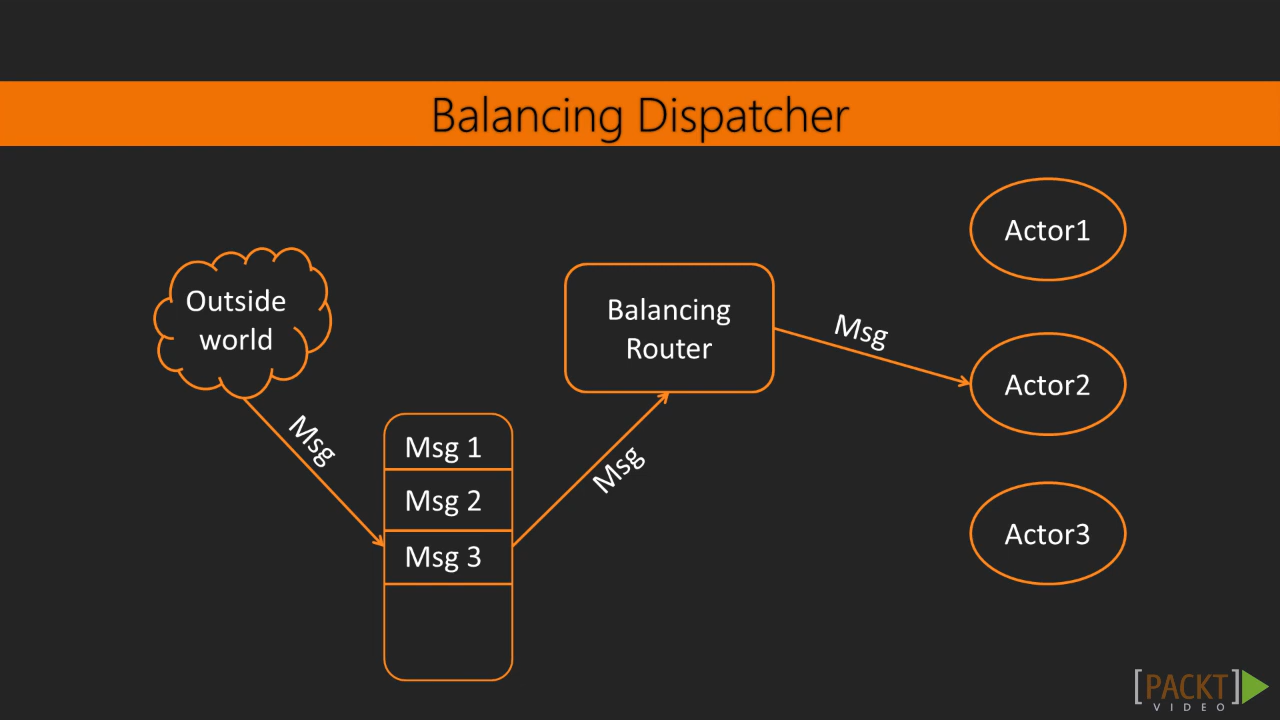 Balancing Dispatcher
Outside
world
Msg
Msg 1
Msg 2
Msg 3
Msg
Balancing
Router
Msg
Actor1
Actor2
Actor3
[PACKT]
VIDEO